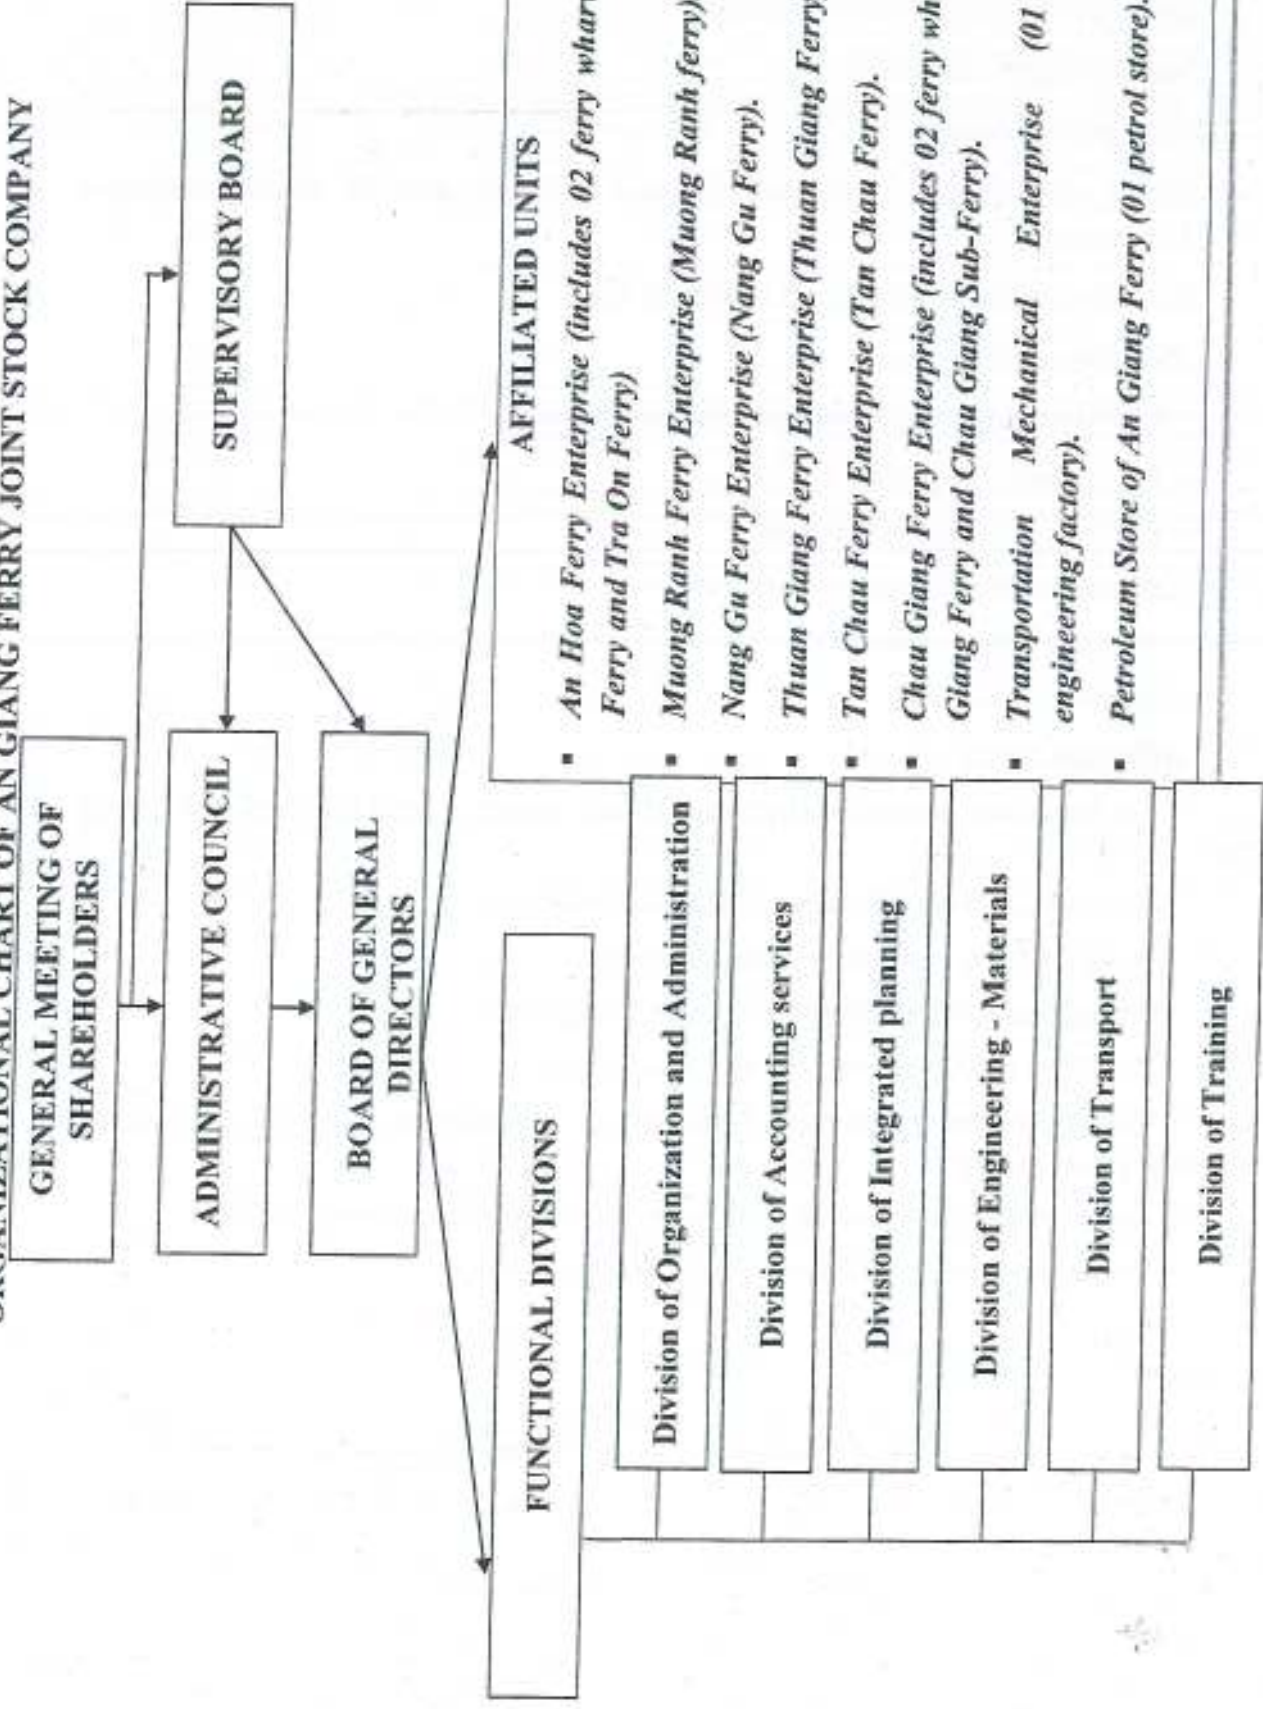 ORGANIZATIONAL CHART OF AN GIANG FERRY JOINT STOCK COMPANY
GENERAL MEETING OF
SHAREHOLDERS
SUPERVISORY BOARD
ADMINISTRATIVE COUNCIL
BOARD OF GENERAL
DIRECTORS
FUNCTIONAL DIVISIONS
Division of Organization and Administration
Division of Accounting services
Division of Integrated planning
Division of Engineering - Materials
Division of Transport
Division of Training
AFFILIATED UNITS
▪ An Hoa Ferry Enterprise (includes 02 ferry
Ferry and Tra On Ferry)
▪ Muong Ranh Ferry Enterprise (Muong Ranh ferry)
▪ Nang Gu Ferry Enterprise (Nang Gu Ferry).
▪ Thuan Giang Ferry Enterprise (Thuan Giang Ferry
▪ Tan Chau Ferry Enterprise (Tan Chau Ferry).
▪ Chau Giang Ferry Enterprise (includes 02 ferry
Giang Ferry and Chau Giang Sub-Ferry).
▪ Transportation Mechanical Enterprise (01
engineering factory).
▪ Petroleum Store of An Giang Ferry (01 petrol store).